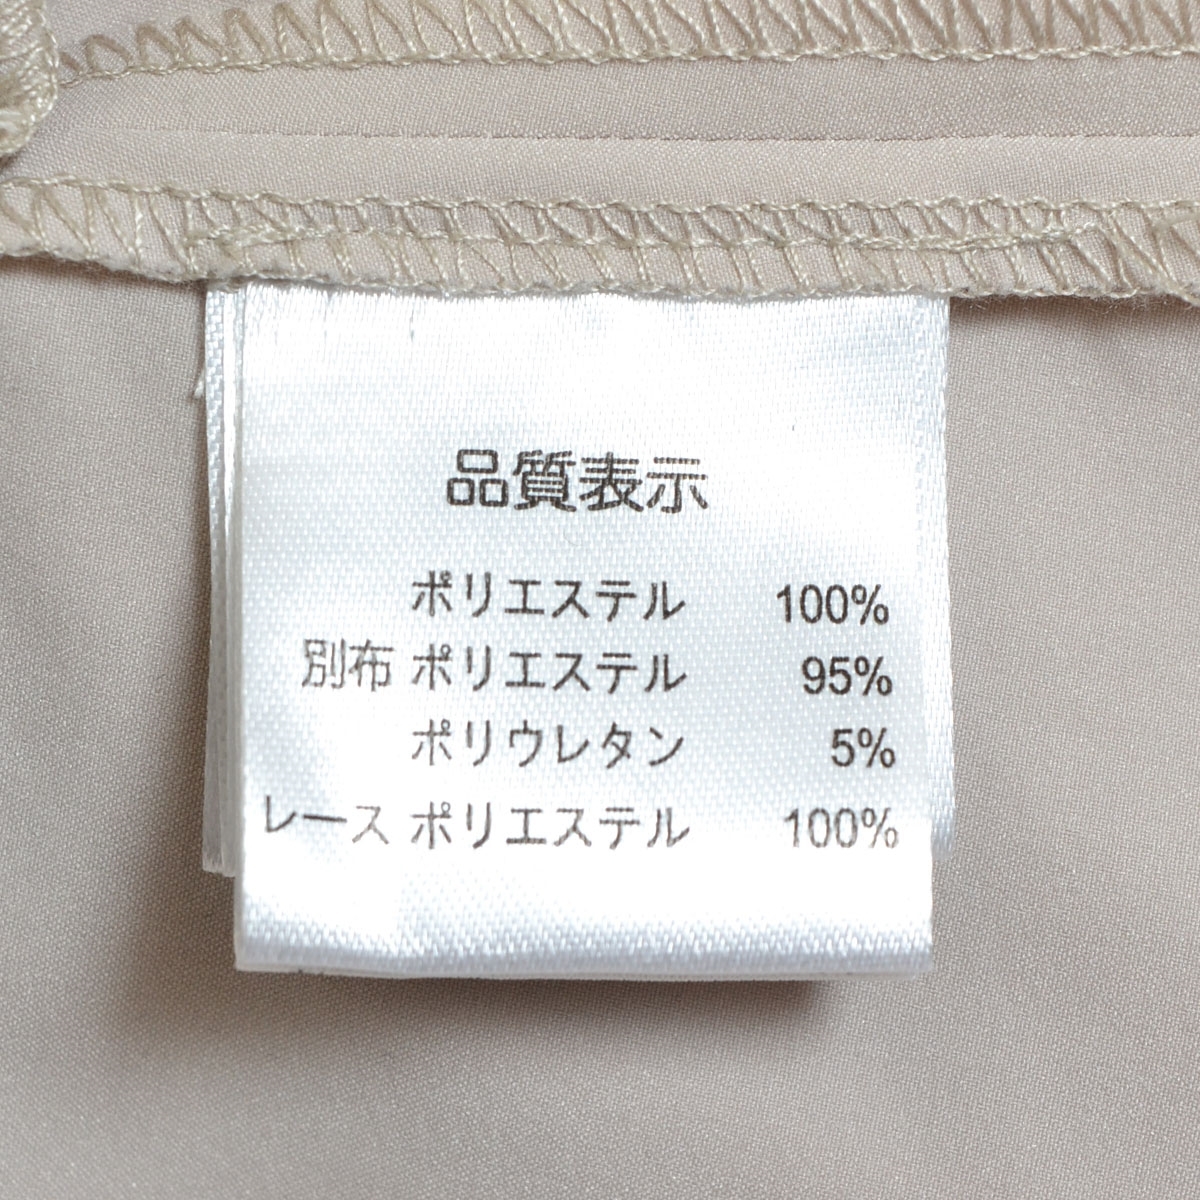 品質表示
ポリエステル 100%
別布 ポリエステル 95%
ポリウレタン 5%
レース ポリエステル 100%